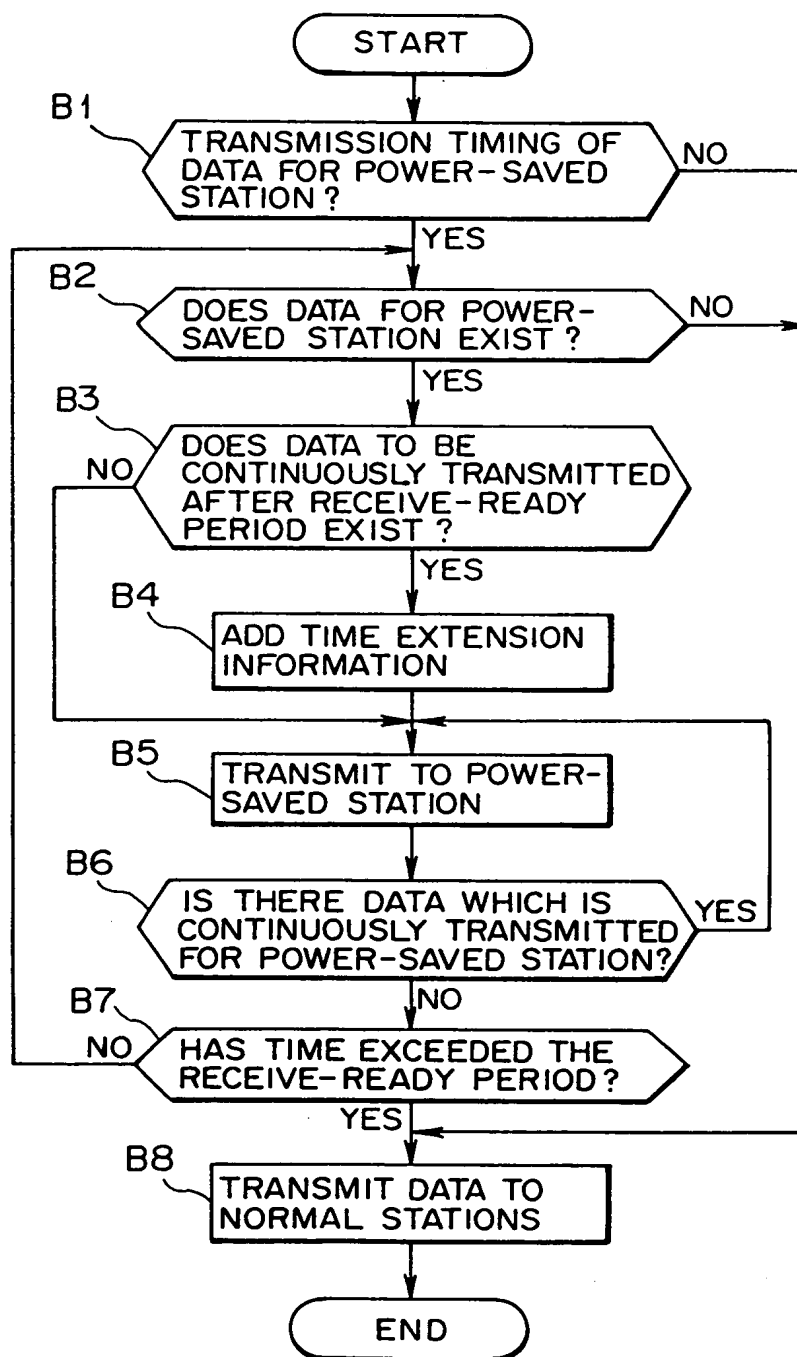 START
B1
TRANSMISSION TIMING OF
DATA FOR POWER-SAVED
STATION?
NO
YES
B2
DOES DATA FOR POWER-
SAVED STATION EXIST?
NO
YES
B3
DOES DATA TO BE
CONTINUOUSLY TRANSMITTED
AFTER RECEIVE-READY
PERIOD EXIST?
NO
YES
B4
ADD TIME EXTENSION
INFORMATION
B5
TRANSMIT TO POWER-
SAVED STATION
B6
IS THERE DATA WHICH IS
CONTINUOUSLY TRANSMITTED
FOR POWER-SAVED STATION?
YES
NO
B7
NO
HAS TIME EXCEEDED THE
RECEIVE-READY PERIOD?
YES
B8
TRANSMIT DATA TO
NORMAL STATIONS
END